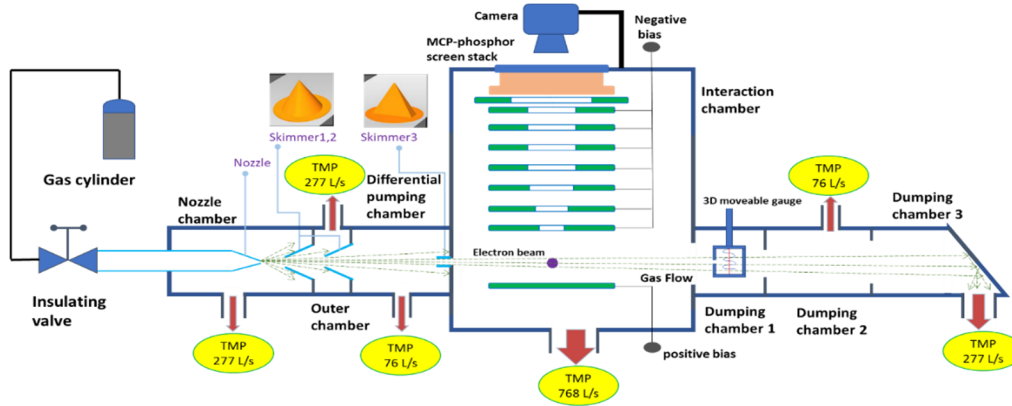 Camera
Negative
bias
MCP-phosphor
screen stack
Interaction
chamber
Skimmer1,2
Skimmer3
Gas cylinder
Nozzle
TMP
277 L/s
Differential
pumping
chamber
TMP
76 L/s
Dumping
chamber 3
Nozzle
chamber
3D moveable gauge
Electron beam
Gas Flow
Insulating
valve
Outer
chamber
Dumping
chamber 1
Dumping
chamber 2
positive bias
TMP
277 L/s
TMP
76 L/s
TMP
768 L/s
TMP
277 L/s